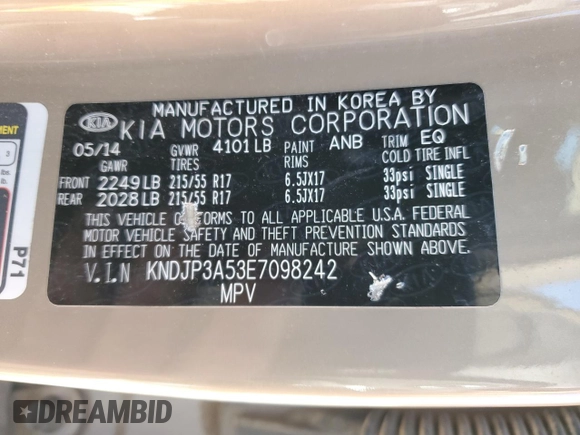 MANUFACTURED IN KOREA BY
KIA KIA MOTORS CORPORATION
05/14 GVWR 4101 LB PAINT ANB TRIM EQ
GAWR TIRES RIMS COLD TIRE INFL
FRONT 2249 LB 215/55 R17 6.5JX17 33psi SINGLE
REAR 2028 LB 215/55 R17 6.5JX17 33psi SINGLE
THIS VEHICLE TO ALL APPLICABLE U.S.A. FEDERAL
MOTOR VEHICLE SAFETY AND THEFT PREVENTION STANDARDS
IN EFFECT ON THE DATE OF MANUFACTURE SHOWN ABOVE.
V.I.N KNDJP3A53E7098242
MPV
3
lbs.
P71
DREAMBID